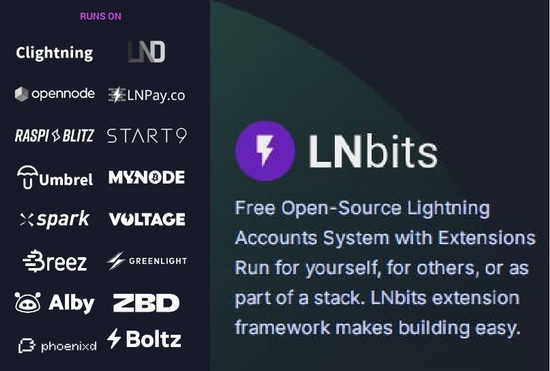 RUNS ON
Clightning LND
opennode LNPay.co
RASPIBLITZ START9
Umbrel MYNODE
spark VOLTAGE
Breez GREENLIGHT
Alby ZBD
phoenixd Boltz
LNbits
Free Open-Source Lightning
Accounts System with Extensions
Run for yourself, for others, or as
part of a stack. LNbits extension
framework makes building easy.